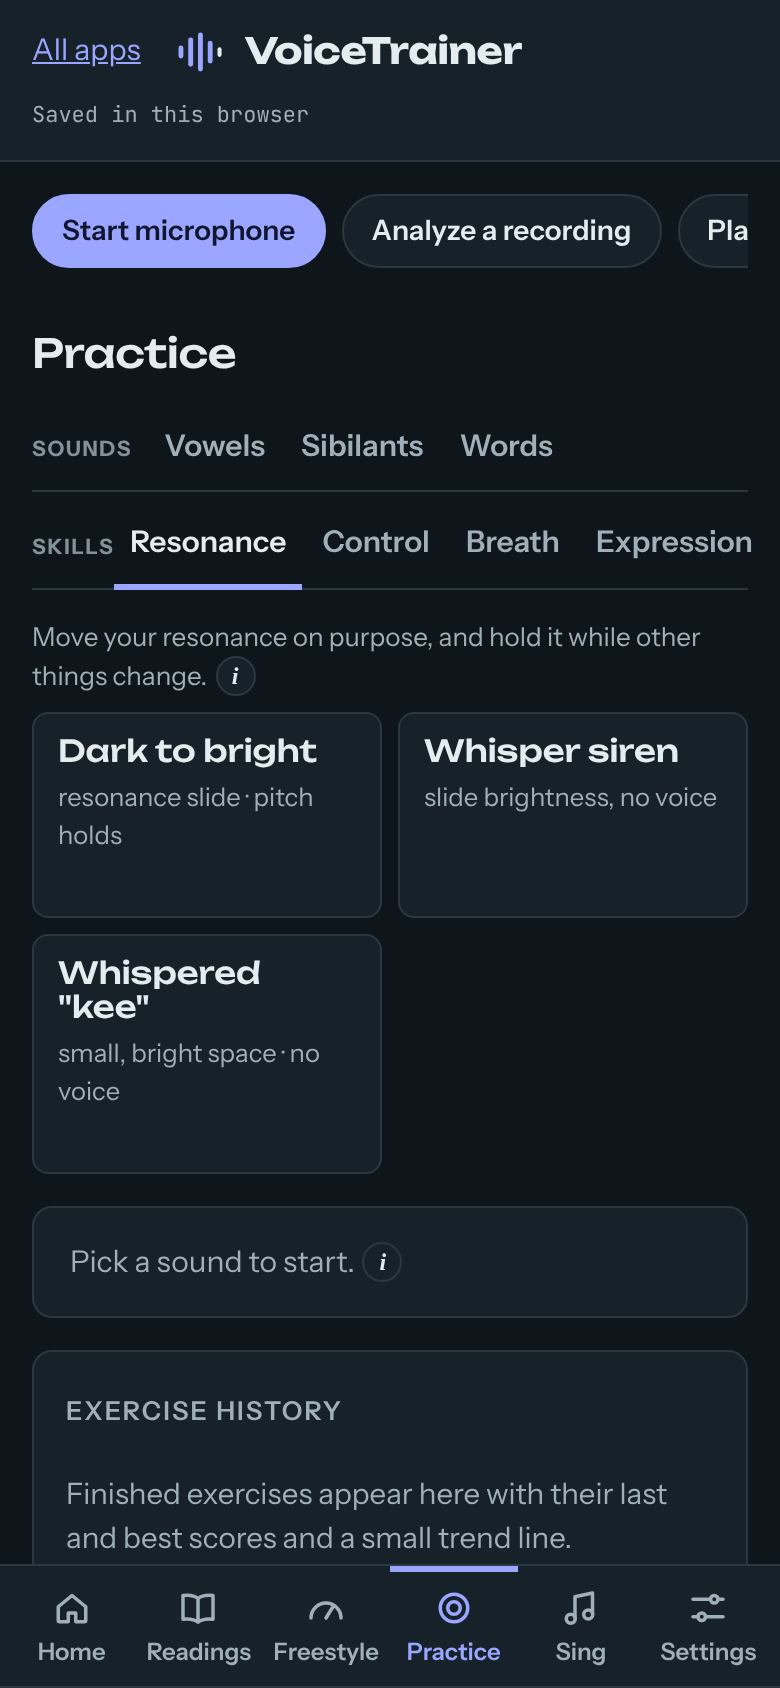 All apps VoiceTrainer
Saved in this browser
Start microphone Analyze a recording Pla
Practice
SOUNDS Vowels Sibilants Words
SKILLS Resonance Control Breath Expression
Move your resonance on purpose, and hold it while other
things change. i
Dark to bright
resonance slide · pitch
holds
Whisper siren
slide brightness, no voice
Whispered
"kee"
small, bright space · no
voice
Pick a sound to start. i
EXERCISE HISTORY
Finished exercises appear here with their last
and best scores and a small trend line.
Home Readings Freestyle Practice Sing Settings